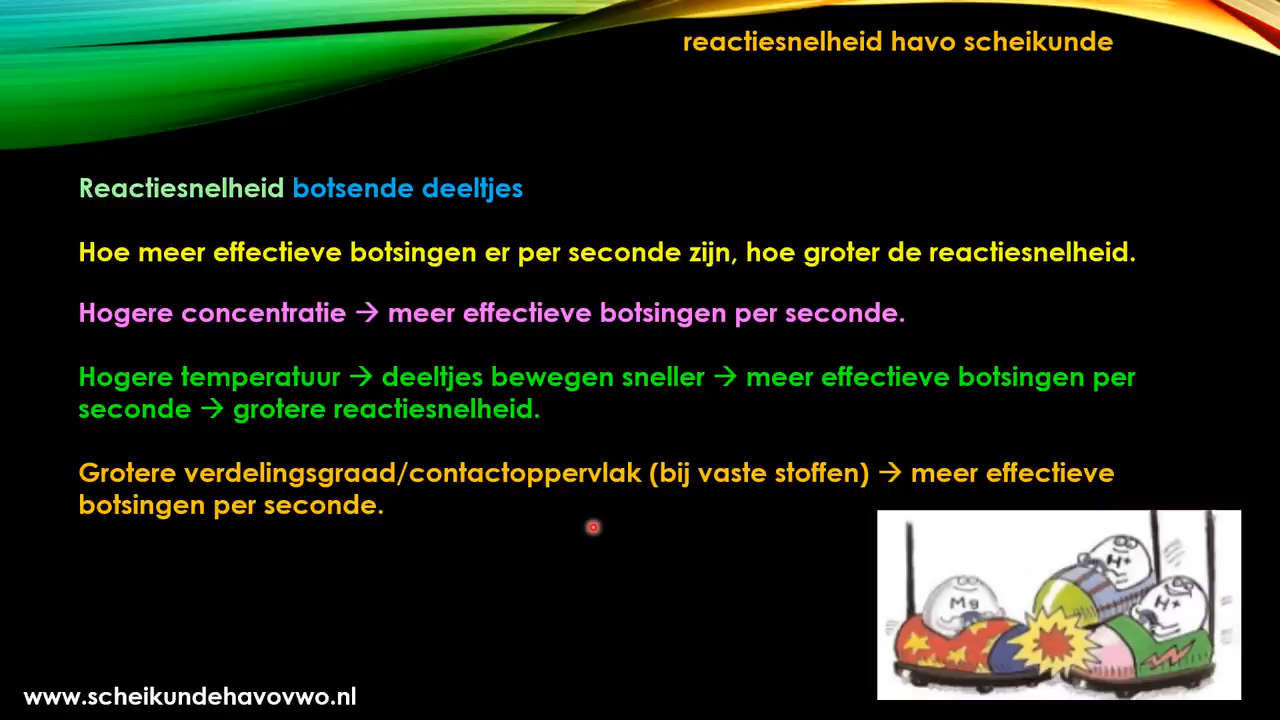 reactiesnelheid havo scheikunde
Reactiesnelheid botsende deeltjes
Hoe meer effectieve botsingen er per seconde zijn, hoe groter de reactiesnelheid.
Hogere concentratie → meer effectieve botsingen per seconde.
Hogere temperatuur → deeltjes bewegen sneller → meer effectieve botsingen per
seconde → grotere reactiesnelheid.
Grotere verdelingsgraad/contactoppervlak (bij vaste stoffen) → meer effectieve
botsingen per seconde.
H+
Mg
H+
www.scheikundehavovwo.nl